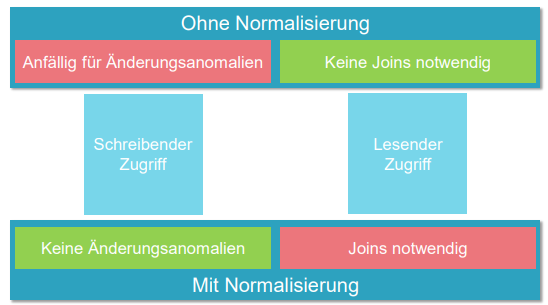 Ohne Normalisierung
Anfällig für Änderungsanomalien
Keine Joins notwendig
Schreibender
Zugriff
Lesender
Zugriff
Keine Änderungsanomalien
Joins notwendig
Mit Normalisierung